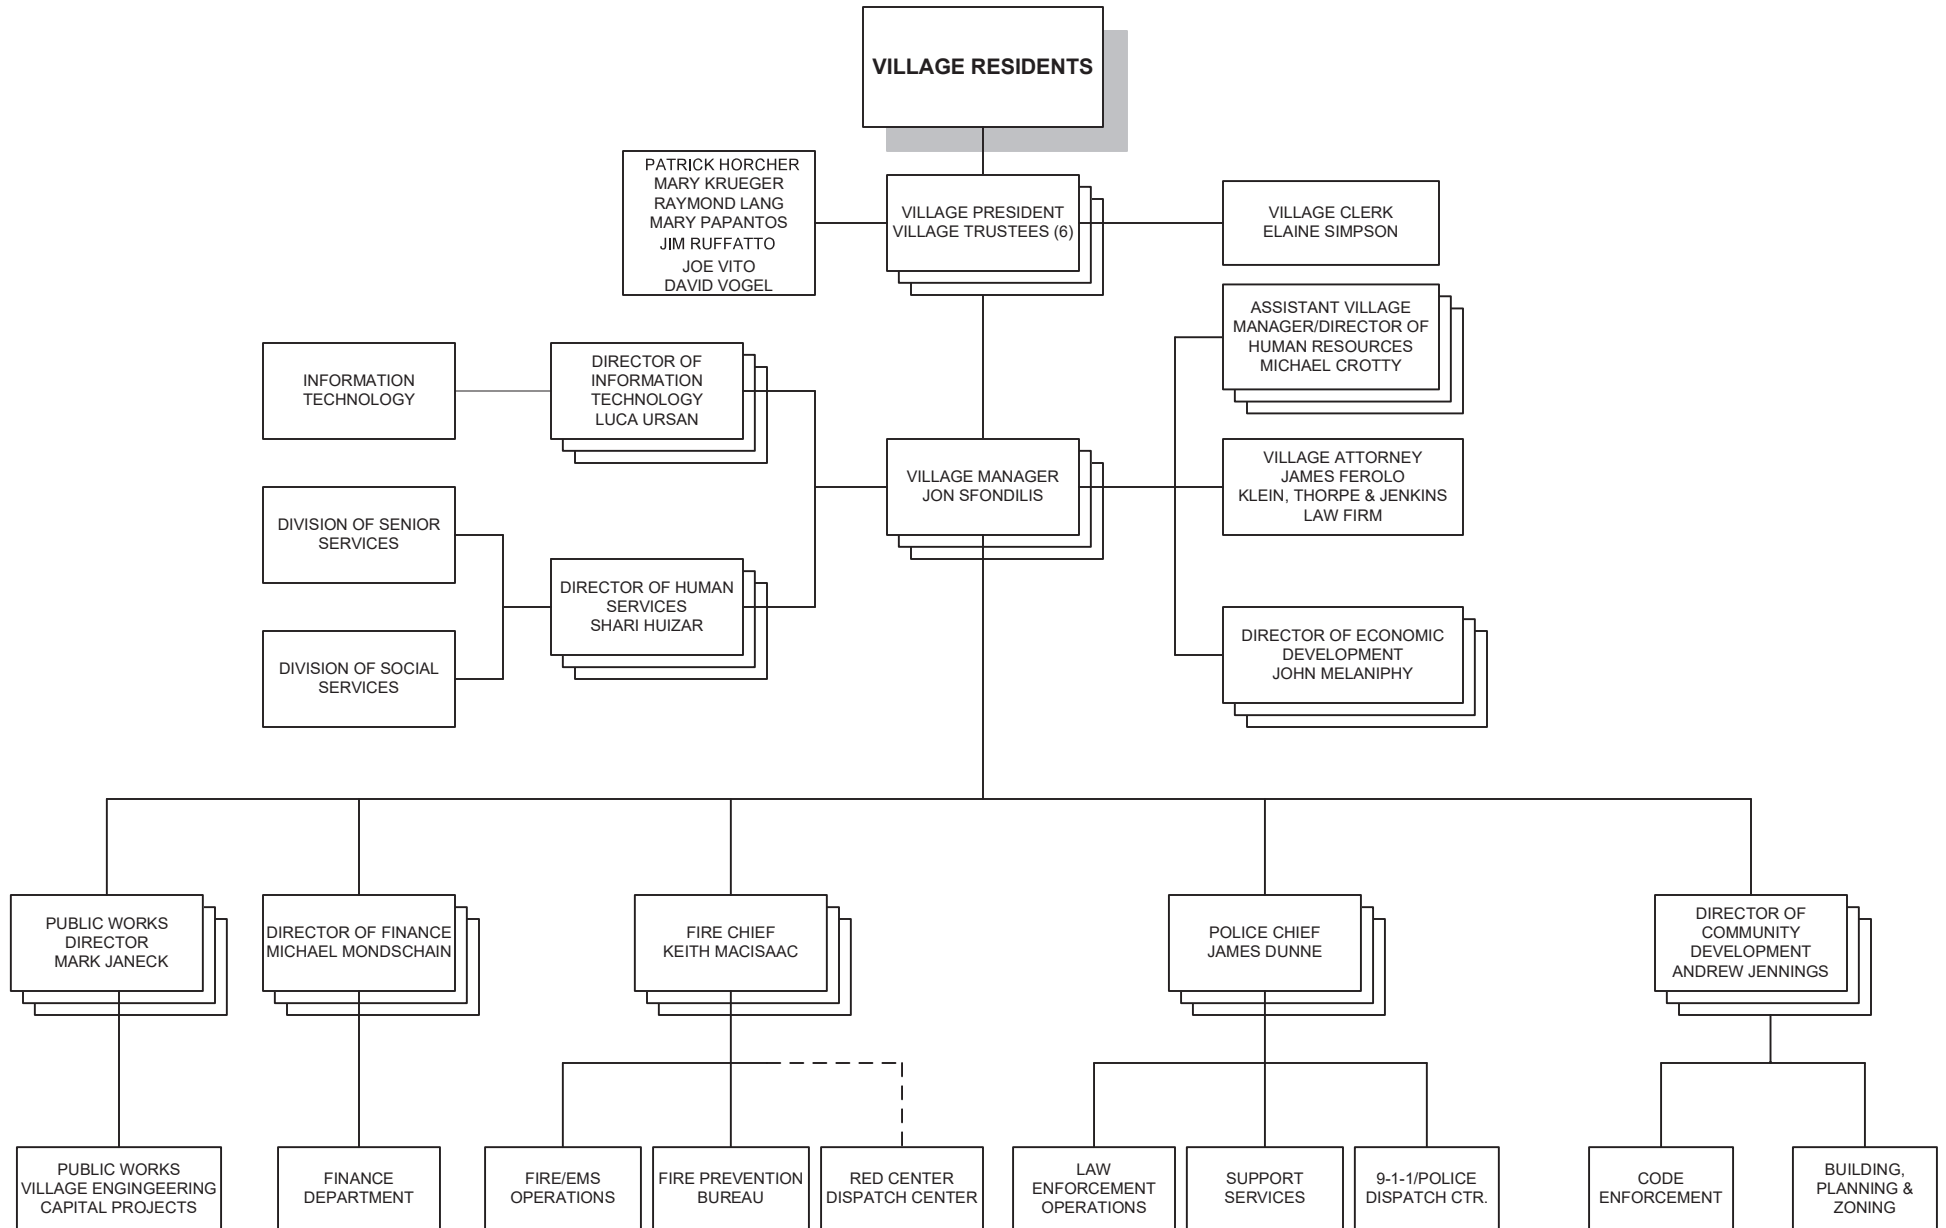 VILLAGE RESIDENTS
PATRICK HORCHER
MARY KRUEGER
RAYMOND LANG
MARY PAPANTOS
JIM RUFFATTO
JOE VITO
DAVID VOGEL
VILLAGE PRESIDENT
VILLAGE TRUSTEES (6)
VILLAGE CLERK
ELAINE SIMPSON
ASSISTANT VILLAGE
MANAGER/DIRECTOR OF
HUMAN RESOURCES
MICHAEL CROTTY
INFORMATION
TECHNOLOGY
DIRECTOR OF
INFORMATION
TECHNOLOGY
LUCA URSAN
VILLAGE MANAGER
JON SFONDILIS
VILLAGE ATTORNEY
JAMES FEROLO
KLEIN, THORPE & JENKINS
LAW FIRM
DIVISION OF SENIOR
SERVICES
DIRECTOR OF HUMAN
SERVICES
SHARI HUIZAR
DIVISION OF SOCIAL
SERVICES
DIRECTOR OF ECONOMIC
DEVELOPMENT
JOHN MELANIPHY
PUBLIC WORKS
DIRECTOR
MARK JANECK
DIRECTOR OF FINANCE
MICHAEL MONDSCHAIN
FIRE CHIEF
KEITH MACISAAC
POLICE CHIEF
JAMES DUNNE
DIRECTOR OF
COMMUNITY
DEVELOPMENT
ANDREW JENNINGS
PUBLIC WORKS
VILLAGE ENGINGEERING
CAPITAL PROJECTS
FINANCE
DEPARTMENT
FIRE/EMS
OPERATIONS
FIRE PREVENTION
BUREAU
RED CENTER
DISPATCH CENTER
LAW
ENFORCEMENT
OPERATIONS
SUPPORT
SERVICES
9-1-1/POLICE
DISPATCH CTR.
CODE
ENFORCEMENT
BUILDING,
PLANNING &
ZONING